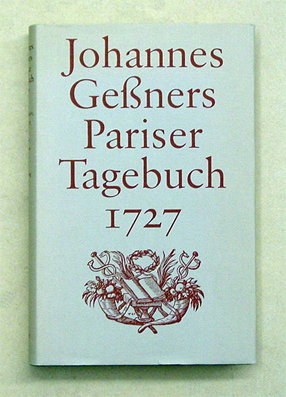 Johannes
Geßners
Pariser
Tagebuch
1727